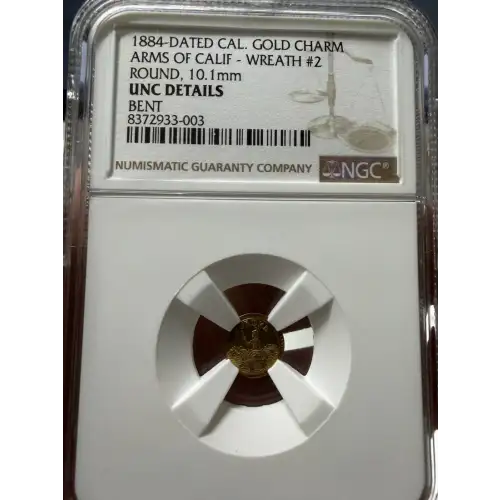 1884-DATED CAL. GOLD CHARM
ARMS OF CALIF - WREATH #2
ROUND, 10.1mm
UNC DETAILS
BENT
8372933-003
NUMISMATIC GUARANTY COMPANY NGC®